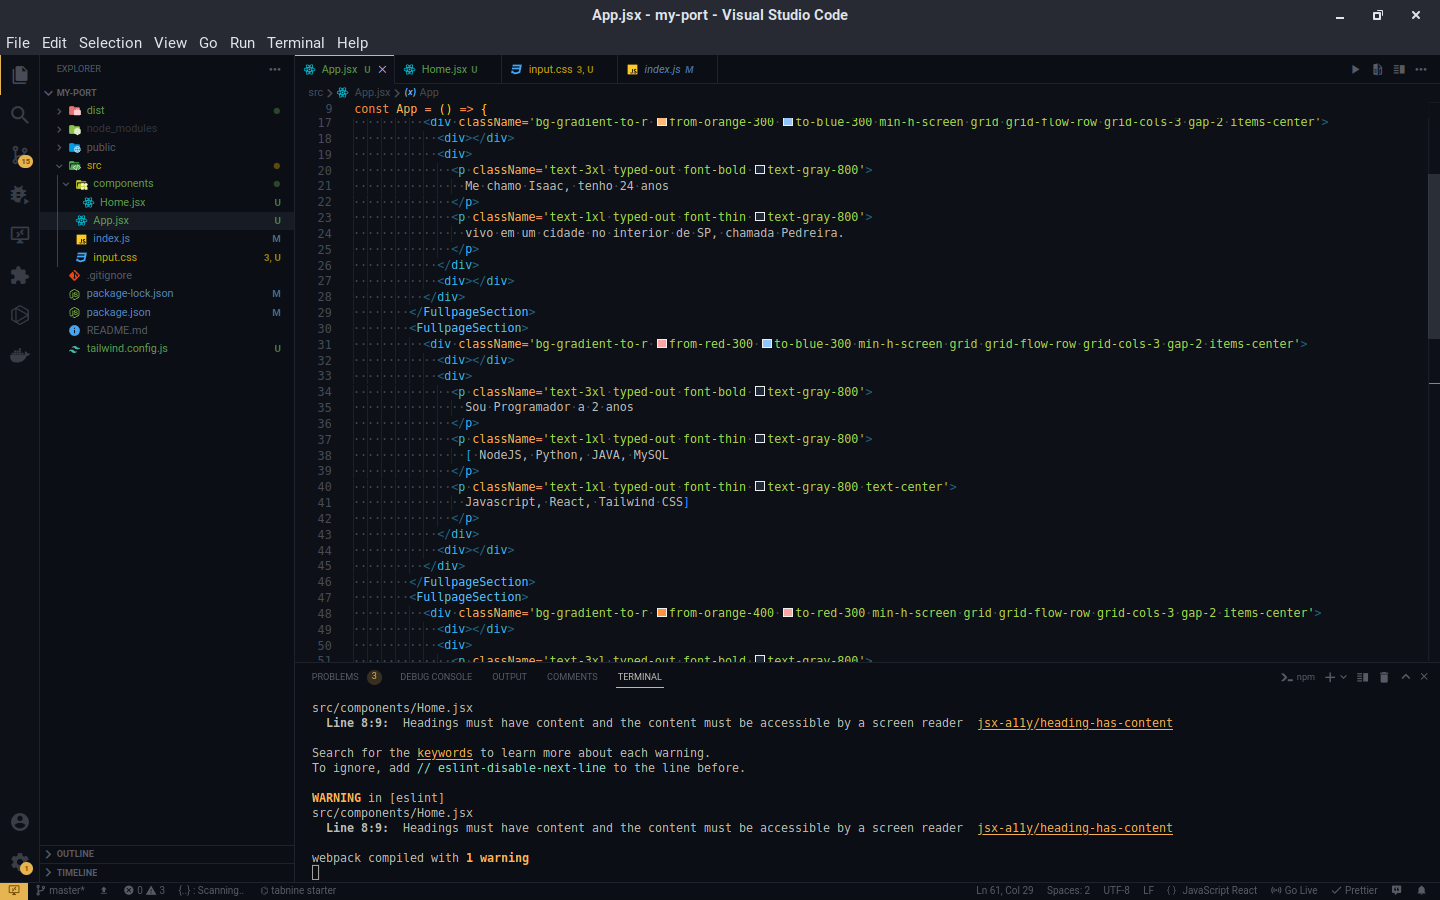 App.jsx - my-port - Visual Studio Code
File Edit Selection View Go Run Terminal Help
EXPLORER
App.jsx U
Home.jsx U
input.css 3, U
index.js M
MY-PORT
src > App.jsx > App
dist
node_modules
public
src
components
Home.jsx U
App.jsx U
index.js M
input.css 3, U
.gitignore
package-lock.json M
package.json M
README.md
tailwind.config.js U
15
9 const App = () => {
17 <div className='bg-gradient-to-r from-orange-300 to-blue-300 min-h-screen grid grid-flow-row grid-cols-3 gap-2 items-center'>
18 <div></div>
19 <div>
20 <p className='text-3xl typed-out font-bold text-gray-800'>
21 Me chamo Isaac, tenho 24 anos
22 </p>
23 <p className='text-1xl typed-out font-thin text-gray-800'>
24 vivo em um cidade no interior de SP, chamada Pedreira.
25 </p>
26 </div>
27 <div></div>
28 </div>
29 </FullpageSection>
30 <FullpageSection>
31 <div className='bg-gradient-to-r from-red-300 to-blue-300 min-h-screen grid grid-flow-row grid-cols-3 gap-2 items-center'>
32 <div></div>
33 <div>
34 <p className='text-3xl typed-out font-bold text-gray-800'>
35 Sou Programador a 2 anos
36 </p>
37 <p className='text-1xl typed-out font-thin text-gray-800'>
38 [ NodeJS, Python, JAVA, MySQL
39 </p>
40 <p className='text-1xl typed-out font-thin text-gray-800 text-center'>
41 Javascript, React, Tailwind CSS]
42 </p>
43 </div>
44 <div></div>
45 </div>
46 </FullpageSection>
47 <FullpageSection>
48 <div className='bg-gradient-to-r from-orange-400 to-red-300 min-h-screen grid grid-flow-row grid-cols-3 gap-2 items-center'>
49 <div></div>
50 <div>
51 <p className='text-3xl typed-out font-bold text-gray-800'>
PROBLEMS 3 DEBUG CONSOLE OUTPUT COMMENTS TERMINAL npm
src/components/Home.jsx
Line 8:9: Headings must have content and the content must be accessible by a screen reader jsx-a11y/heading-has-content
Search for the keywords to learn more about each warning.
To ignore, add // eslint-disable-next-line to the line before.
WARNING in [eslint]
src/components/Home.jsx
Line 8:9: Headings must have content and the content must be accessible by a screen reader jsx-a11y/heading-has-content
webpack compiled with 1 warning
OUTLINE
TIMELINE
1
master* 0 3 {..} : Scanning.. tabnine starter Ln 61, Col 29 Spaces: 2 UTF-8 LF { } JavaScript React Go Live Prettier